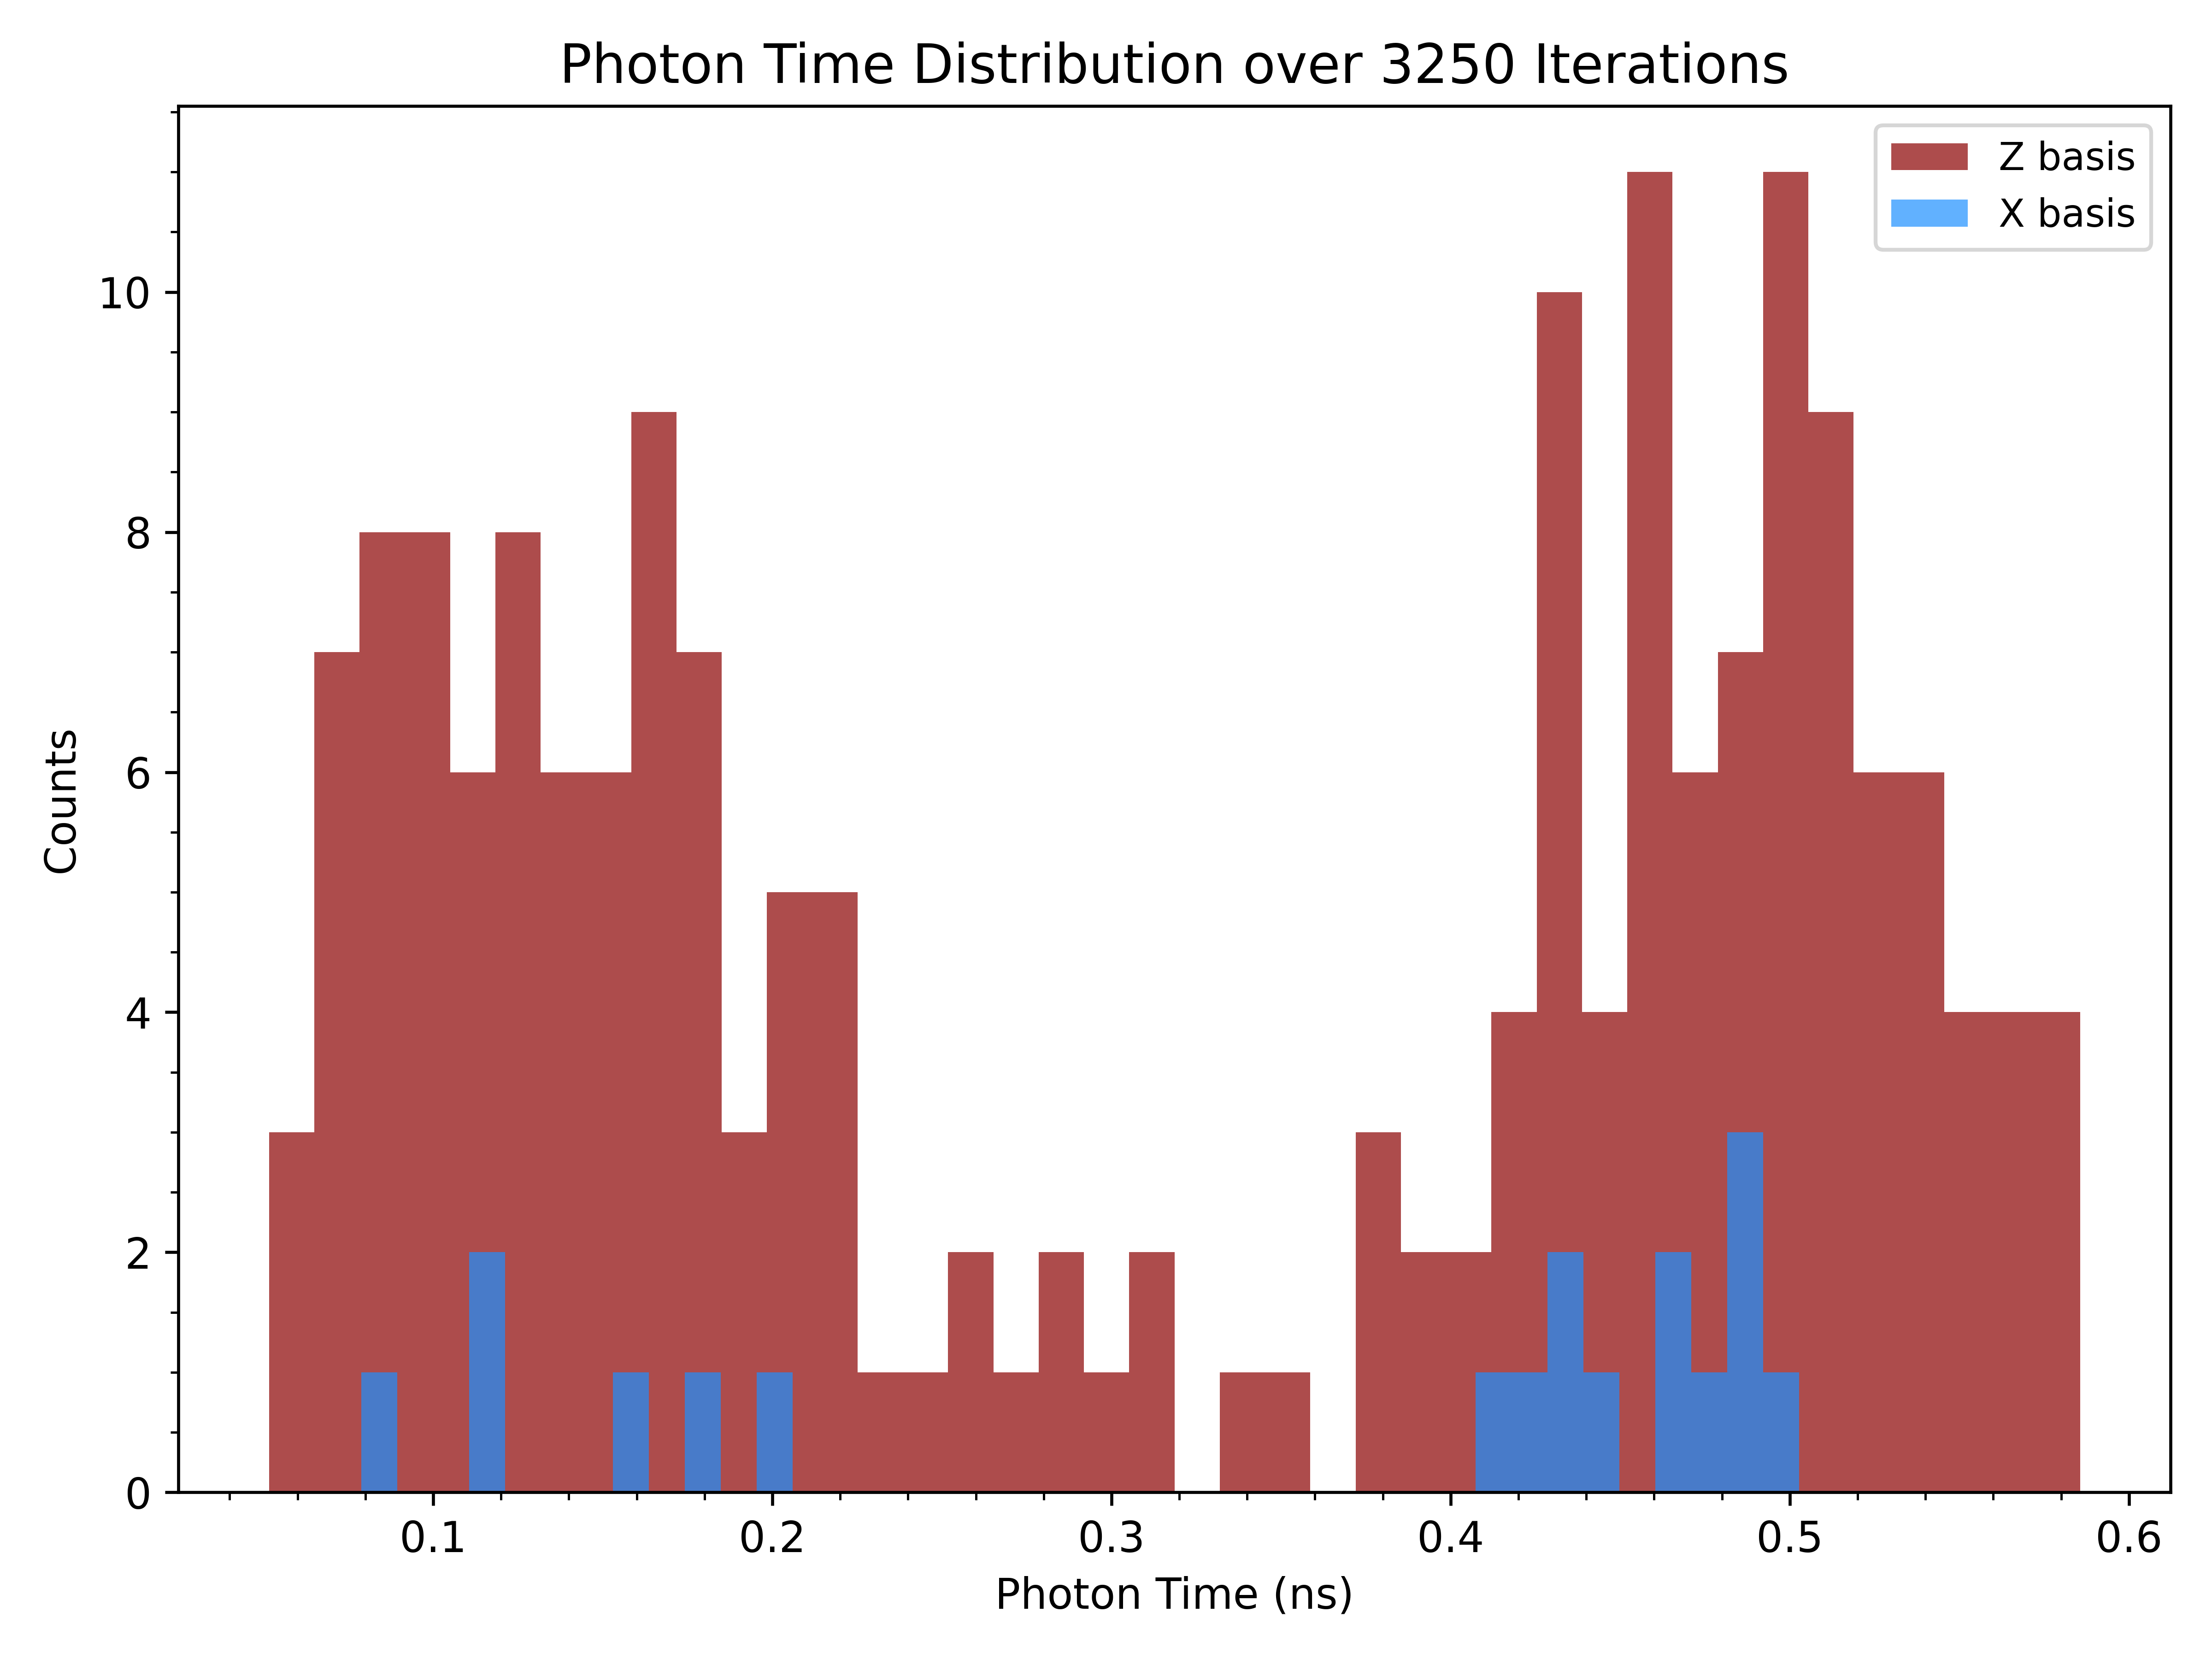 Photon Time Distribution over 3250 Iterations
Z basis
X basis
10
8
6
4
2
0
Counts
0.1 0.2 0.3 0.4 0.5 0.6
Photon Time (ns)